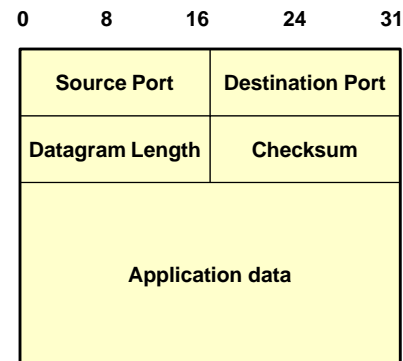 0 8 16 24 31
Source Port Destination Port
Datagram Length Checksum
Application data